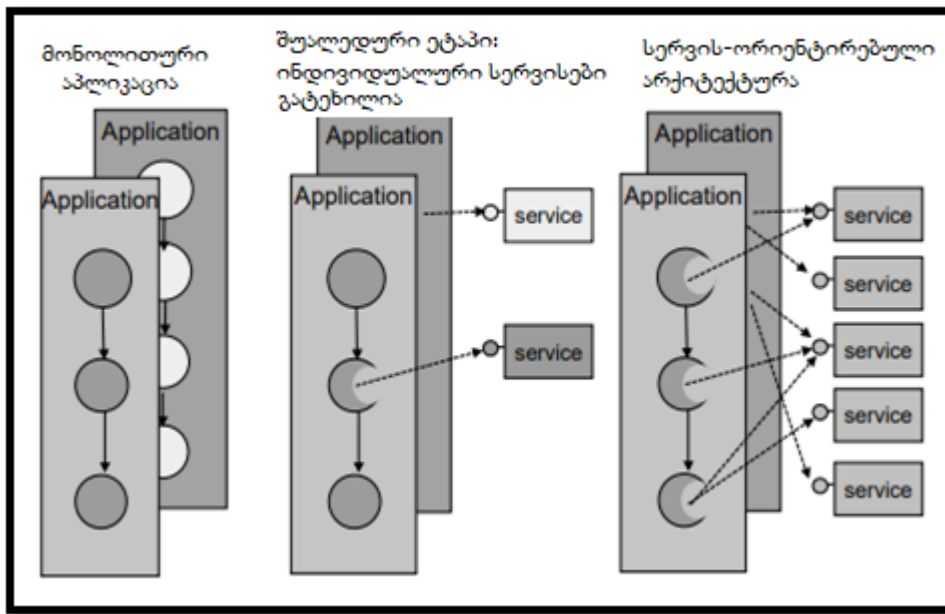 მონოლითური
აპლიკაცია
Application
Application
შუალედური ეტაპი:
ინდივიდუალური სერვისები
გატეხილია
Application
Application
service
service
სერვის-ორიენტირებული
არქიტექტურა
Application
Application
service
service
service
service
service